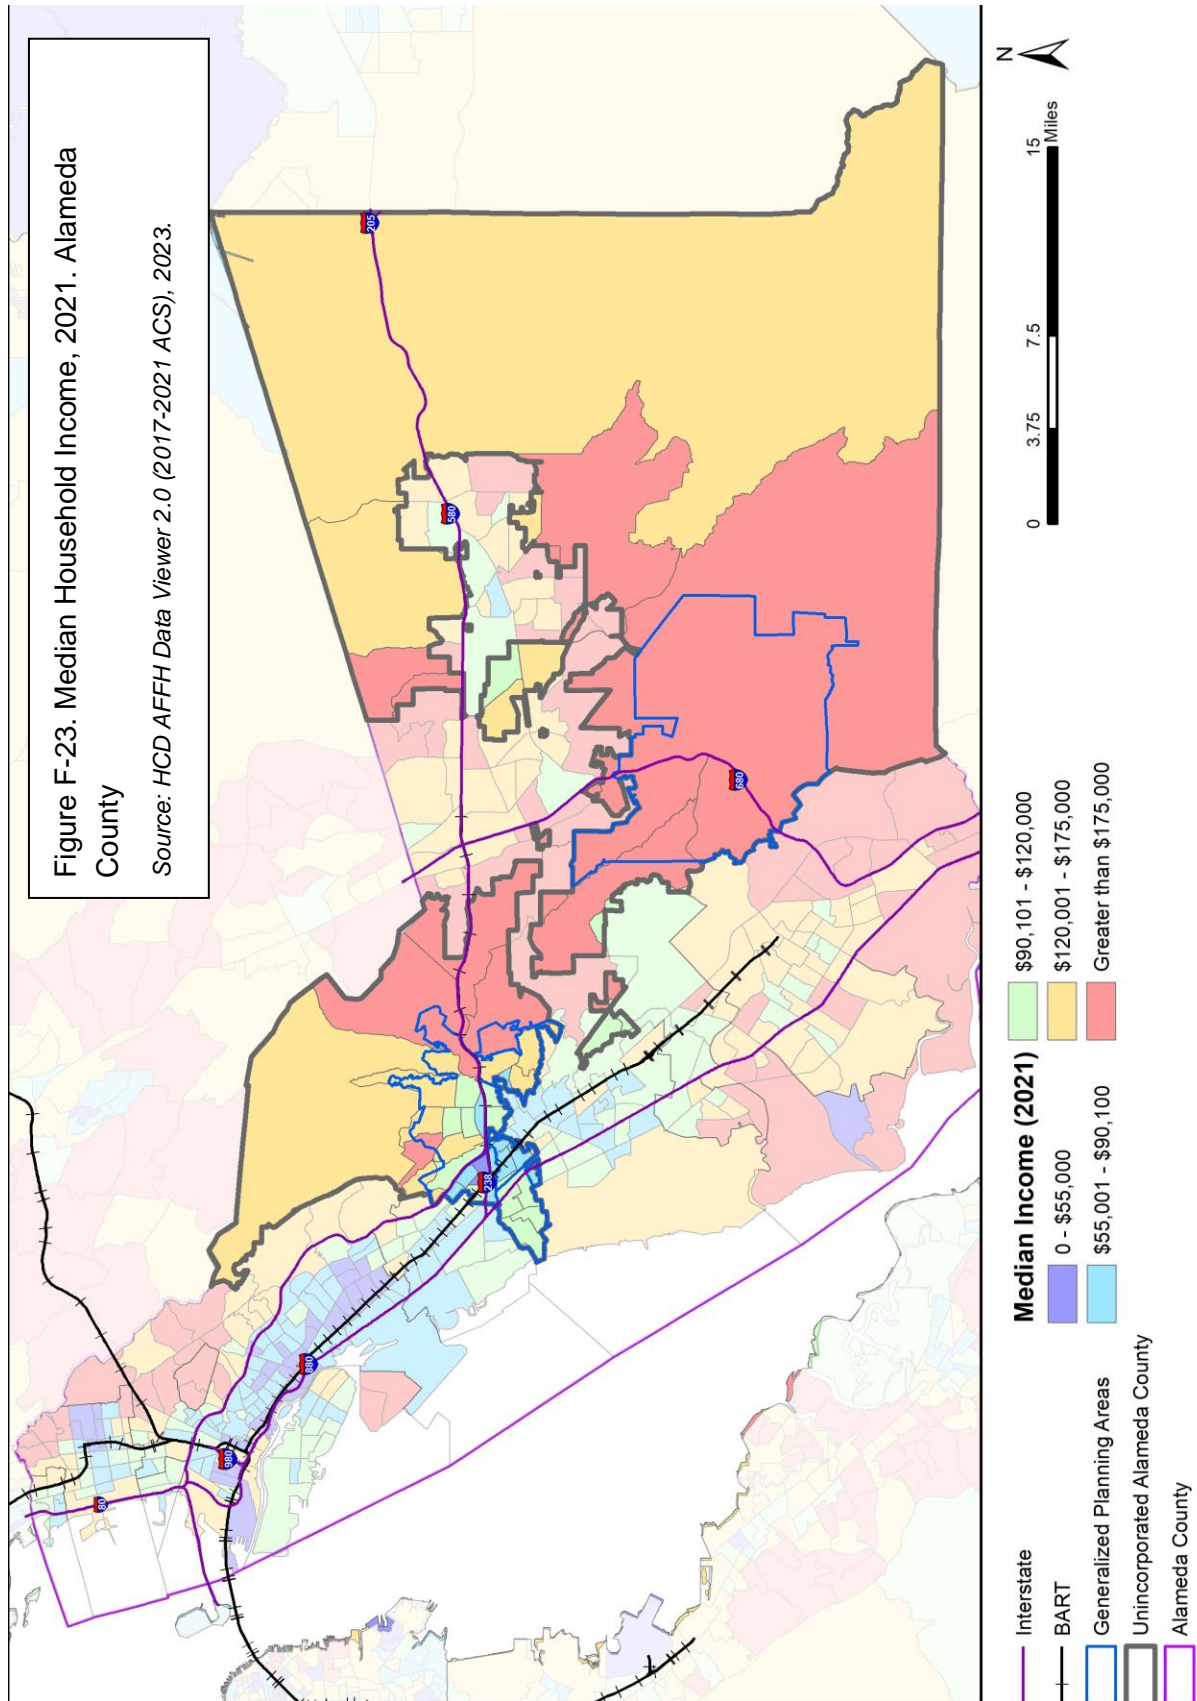 Figure F-23. Median Household Income, 2021. Alameda
County
Source: HCD AFFH Data Viewer 2.0 (2017-2021 ACS), 2023.
80
980
880
238
580
205
680
Interstate
BART
Generalized Planning Areas
Unincorporated Alameda County
Alameda County
Median Income (2021)
0 - $55,000
$55,001 - $90,100
$90,101 - $120,000
$120,001 - $175,000
Greater than $175,000
0 3.75 7.5 15
Miles
N